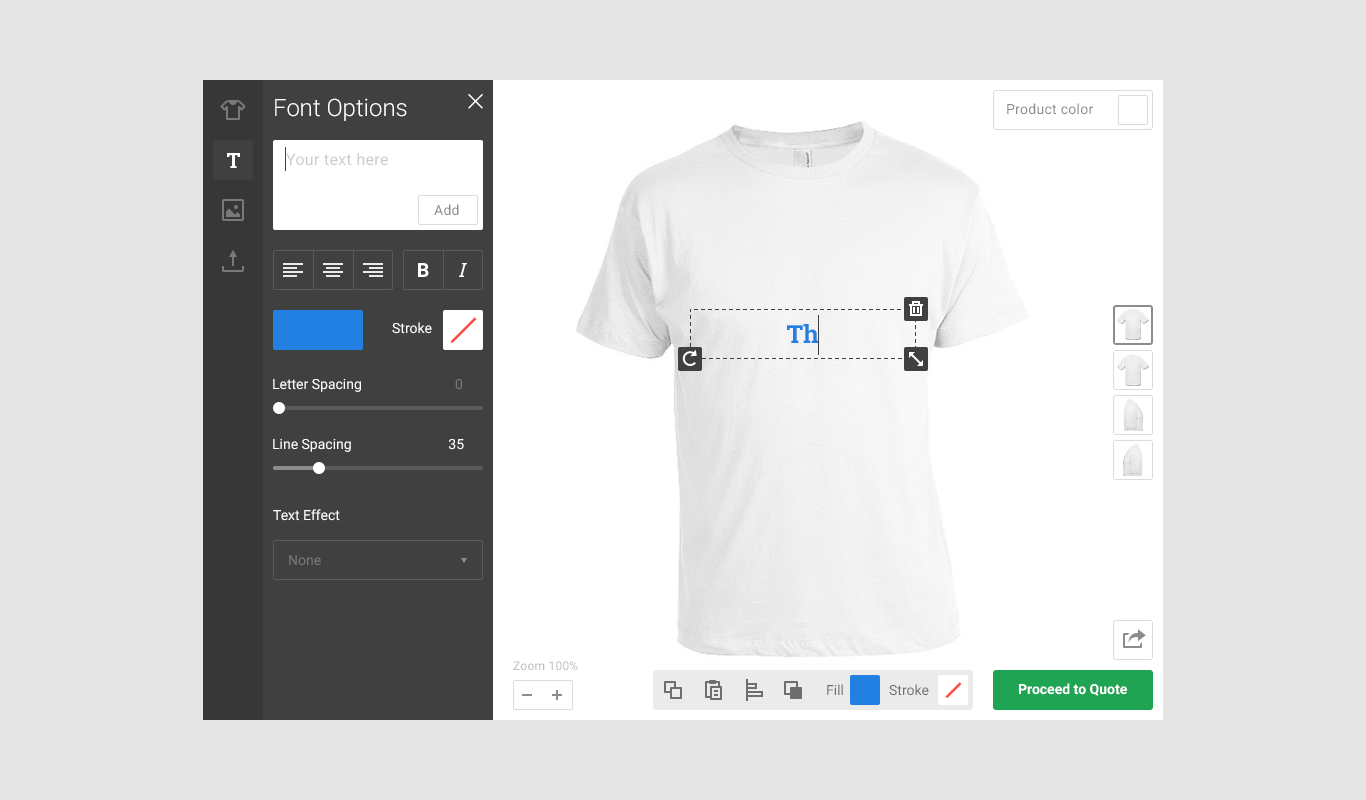 Font Options
T
Your text here
Add
B I
Stroke
Letter Spacing 0
Line Spacing 35
Text Effect
None
Product color
Th
Zoom 100%
Fill Stroke
Proceed to Quote